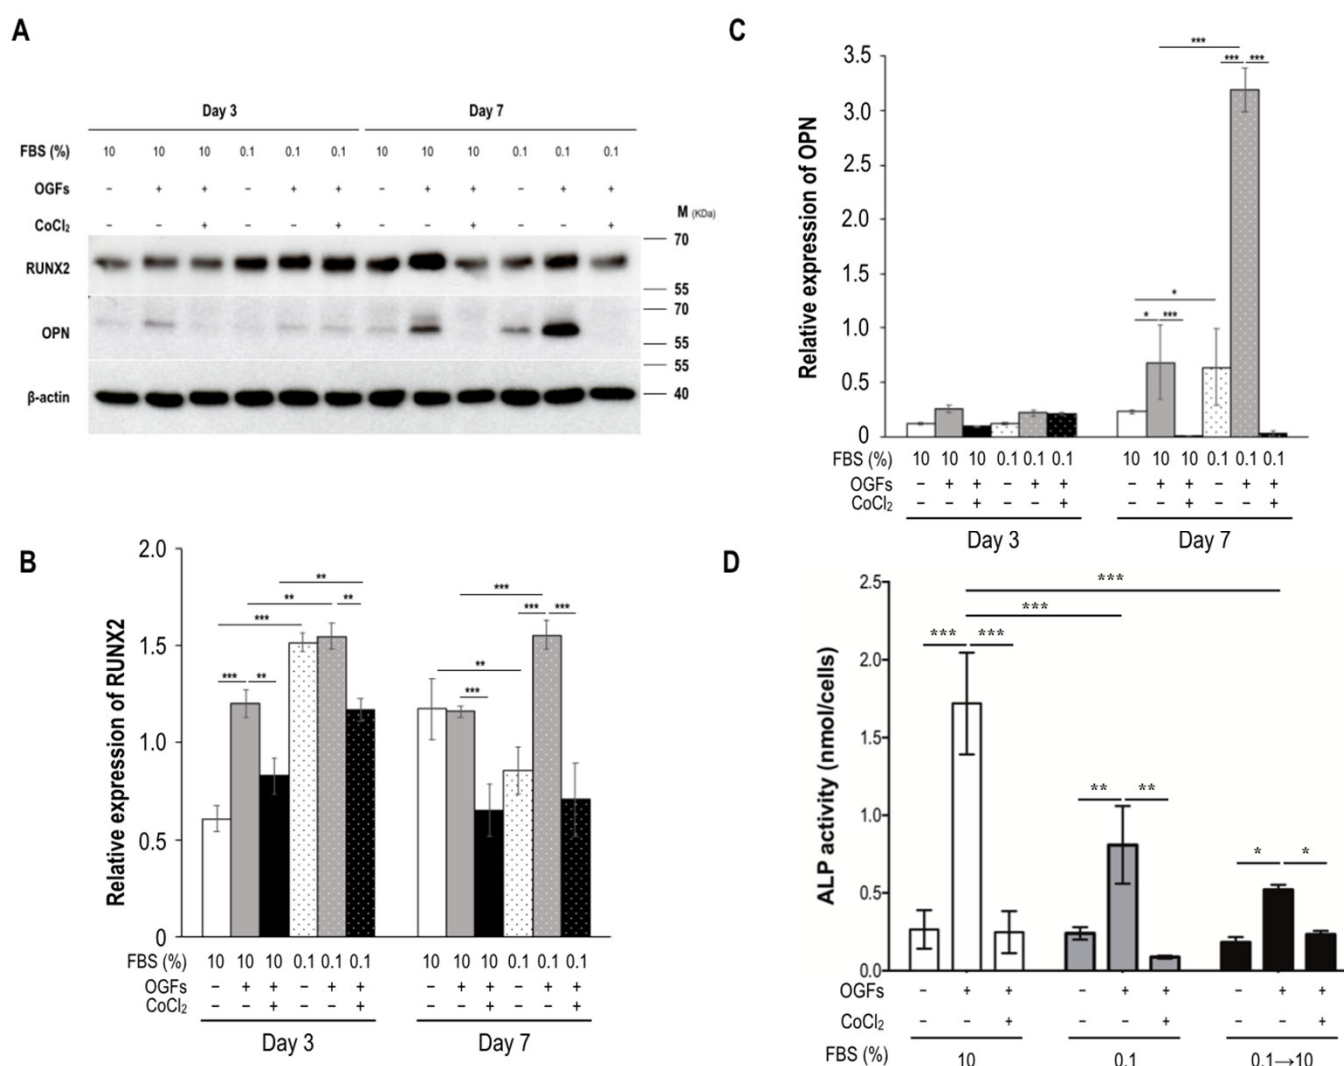 A
Day 3 Day 7
FBS (%) 10 10 10 0.1 0.1 0.1 10 10 10 0.1 0.1 0.1
OGFs − + + − + + − + + − + +
CoCl₂ − − + − − + − − + − − +
M (KDa)
RUNX2
70
55
OPN
70
55
β-actin
55
40
B
Relative expression of RUNX2
2.0
1.5
1.0
0.5
0
*** ** *** ** ** **
** *** *** *** ***
FBS (%) 10 10 10 0.1 0.1 0.1 10 10 10 0.1 0.1 0.1
OGFs − + + − + + − + + − + +
CoCl₂ − − + − − + − − + − − +
Day 3 Day 7
C
Relative expression of OPN
3.5
3.0
2.5
2.0
1.5
1.0
0.5
0
***
*** ***
*
* ***
FBS (%) 10 10 10 0.1 0.1 0.1 10 10 10 0.1 0.1 0.1
OGFs − + + − + + − + + − + +
CoCl₂ − − + − − + − − + − − +
Day 3 Day 7
D
ALP activity (nmol/cells)
2.5
2.0
1.5
1.0
0.5
0.0
***
***
*** ***
** **
* *
OGFs − + + − + + − + +
CoCl₂ − − + − − + − − +
FBS (%) 10 0.1 0.1→10